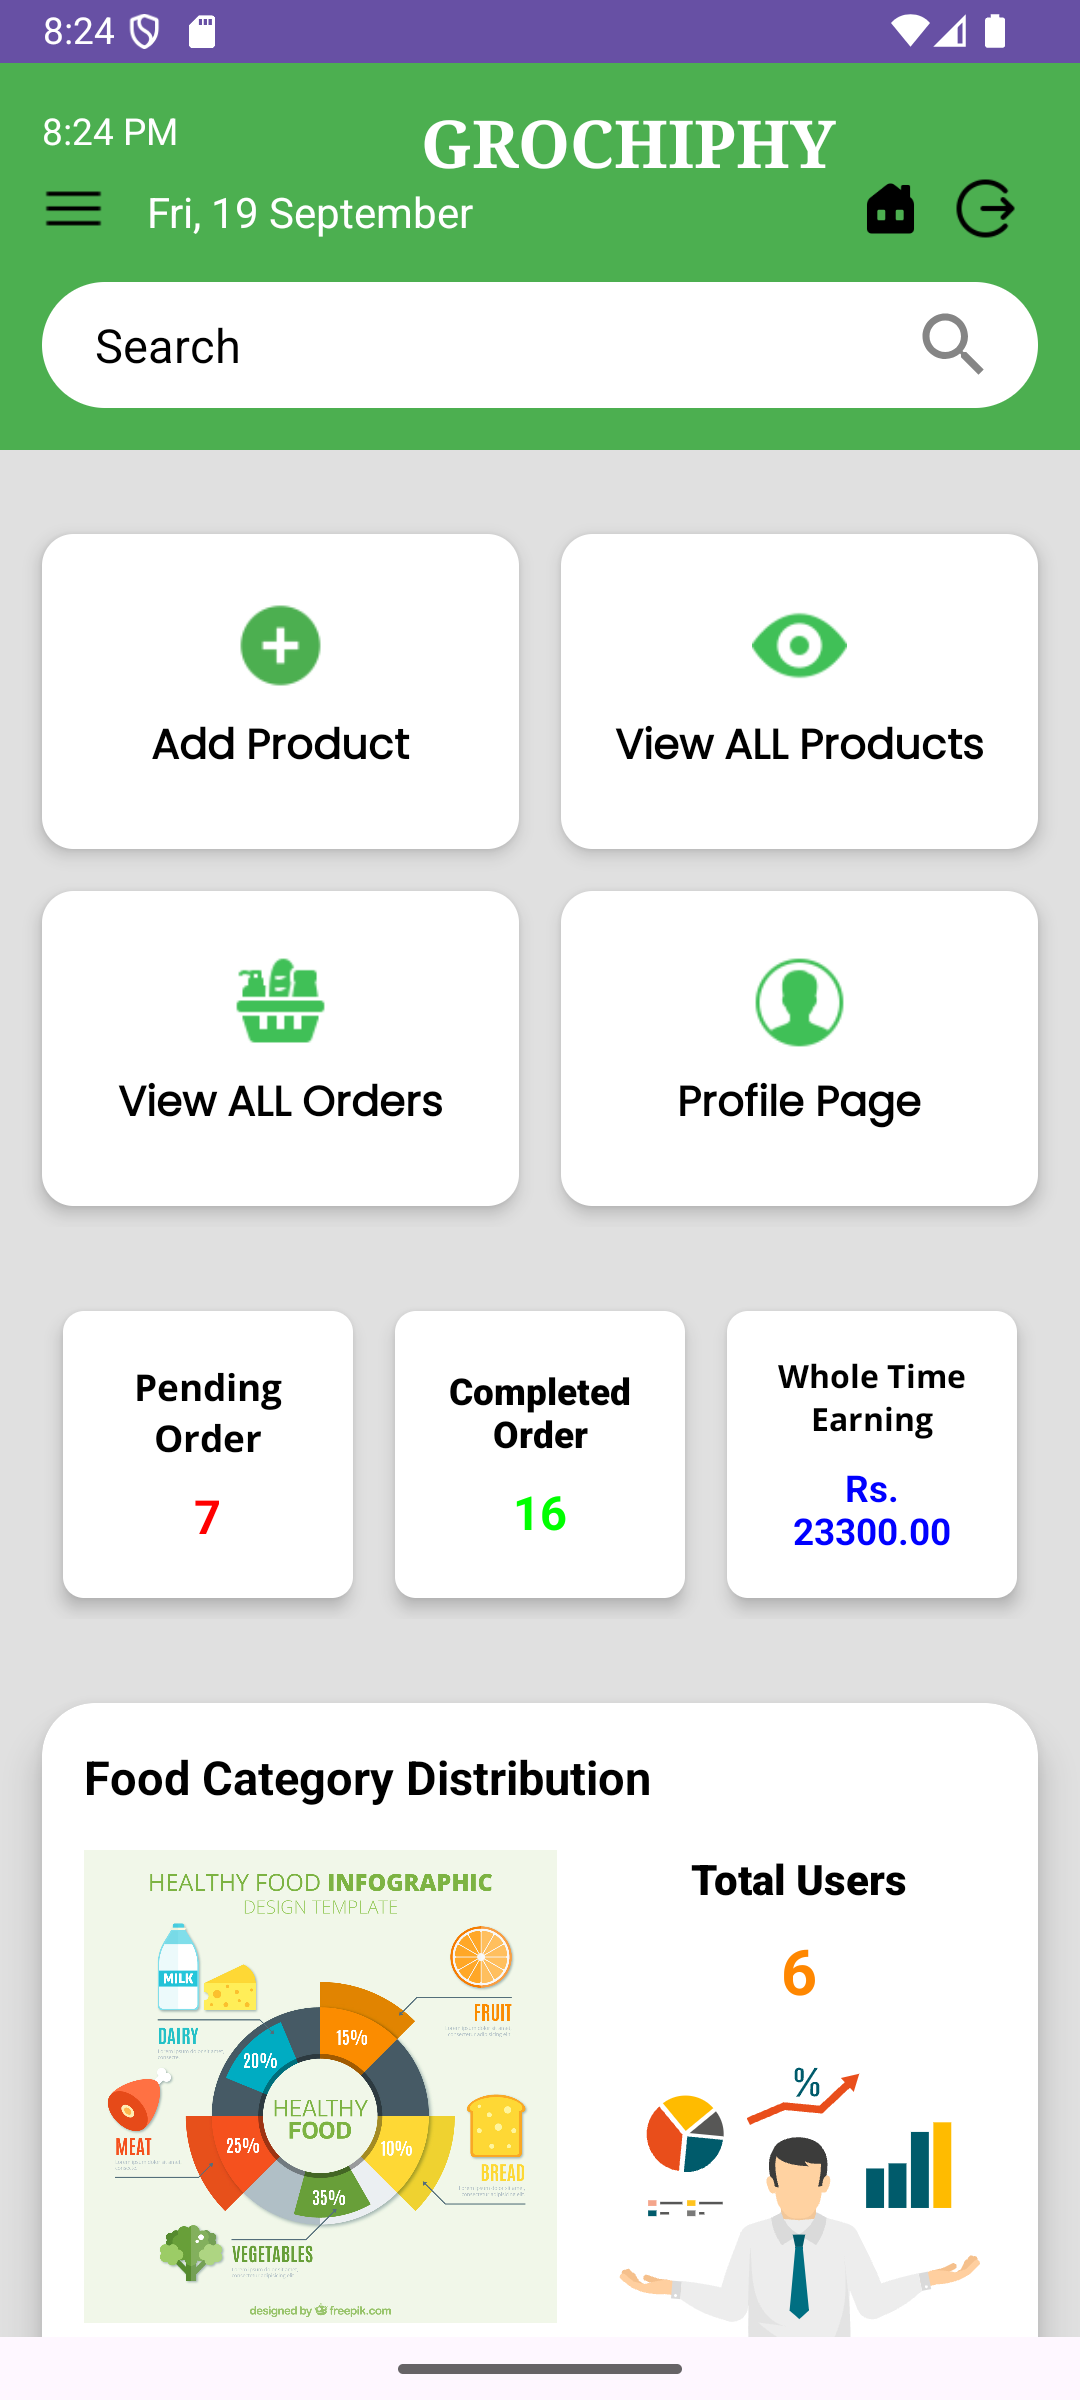 8:24
8:24 PM
GROCHIPHY
Fri, 19 September
Search
Add Product
View ALL Products
View ALL Orders
Profile Page
Pending
Order
7
Completed
Order
16
Whole Time
Earning
Rs.
23300.00
Food Category Distribution
HEALTHY FOOD INFOGRAPHIC
DESIGN TEMPLATE
MILK
DAIRY
FRUIT
15%
20%
HEALTHY
FOOD
MEAT
25%
10%
BREAD
35%
VEGETABLES
designed by freepik.com
Total Users
6
%